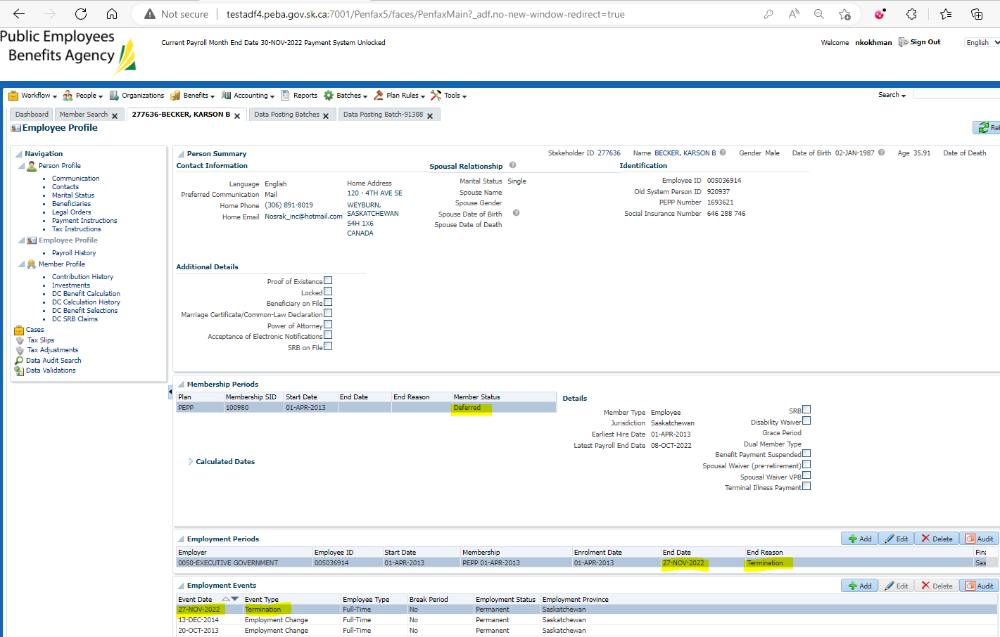 Not secure | testadf4.peba.gov.sk.ca:7001/Penfax5/faces/PenfaxMain?_adf.no-new-window-redirect=true
Public Employees
Benefits Agency
Current Payroll Month End Date 30-NOV-2022 Payment System Unlocked
Welcome nkokhman Sign Out English
Workflow People Organizations Benefits Accounting Reports Batches Plan Rules Tools Search
Dashboard Member Search 277636-BECKER, KARSON B Data Posting Batches Data Posting Batch-91388
Employee Profile
Ref
Navigation
Person Profile
Communication
Contacts
Marital Status
Beneficiaries
Legal Orders
Payment Instructions
Tax Instructions
Employee Profile
Payroll History
Member Profile
Contribution History
Investments
DC Benefit Calculation
DC Calculation History
DC Benefit Selections
DC SRB Claims
Cases
Tax Slips
Tax Adjustments
Data Audit Search
Data Validations
Person Summary Stakeholder ID 277636 Name BECKER, KARSON B Gender Male Date of Birth 02-JAN-1987 Age 35.91 Date of Death
Contact Information
Language English
Preferred Communication Mail
Home Phone (306) 891-8019
Home Email Nosrak_inc@hotmail.com
Home Address
120 - 4TH AVE SE
WEYBURN,
SASKATCHEWAN
S4H 1X6
CANADA
Spousal Relationship
Marital Status Single
Spouse Name
Spouse Gender
Spouse Date of Birth
Spouse Date of Death
Identification
Employee ID 005036914
Old System Person ID 920937
PEPP Number 1693621
Social Insurance Number 646 288 746
Additional Details
Proof of Existence
Locked
Beneficiary on File
Marriage Certificate/Common-Law Declaration
Power of Attorney
Acceptance of Electronic Notifications
SRB on File
Membership Periods
Plan Membership SID Start Date End Date End Reason Member Status
PEPP 100980 01-APR-2013 Deferred
Calculated Dates
Details
Member Type Employee
Jurisdiction Saskatchewan
Earliest Hire Date 01-APR-2013
Latest Payroll End Date 08-OCT-2022
SRB
Disability Waiver
Grace Period
Dual Member Type
Benefit Payment Suspended
Spousal Waiver (pre-retirement)
Spousal Waiver VPB
Terminal Illness Payment
Employment Periods Add Edit Delete Audit
Employer Employee ID Start Date Membership Enrolment Date End Date End Reason Fina
0050-EXECUTIVE GOVERNMENT 005036914 01-APR-2013 PEPP 01-APR-2013 01-APR-2013 27-NOV-2022 Termination Sas
Employment Events Add Edit Delete Audit
Event Date Event Type Employee Type Break Period Employment Status Employment Province
27-NOV-2022 Termination Full-Time No Permanent Saskatchewan
13-DEC-2014 Employment Change Full-Time No Permanent Saskatchewan
20-OCT-2013 Employment Change Full-Time No Permanent Saskatchewan